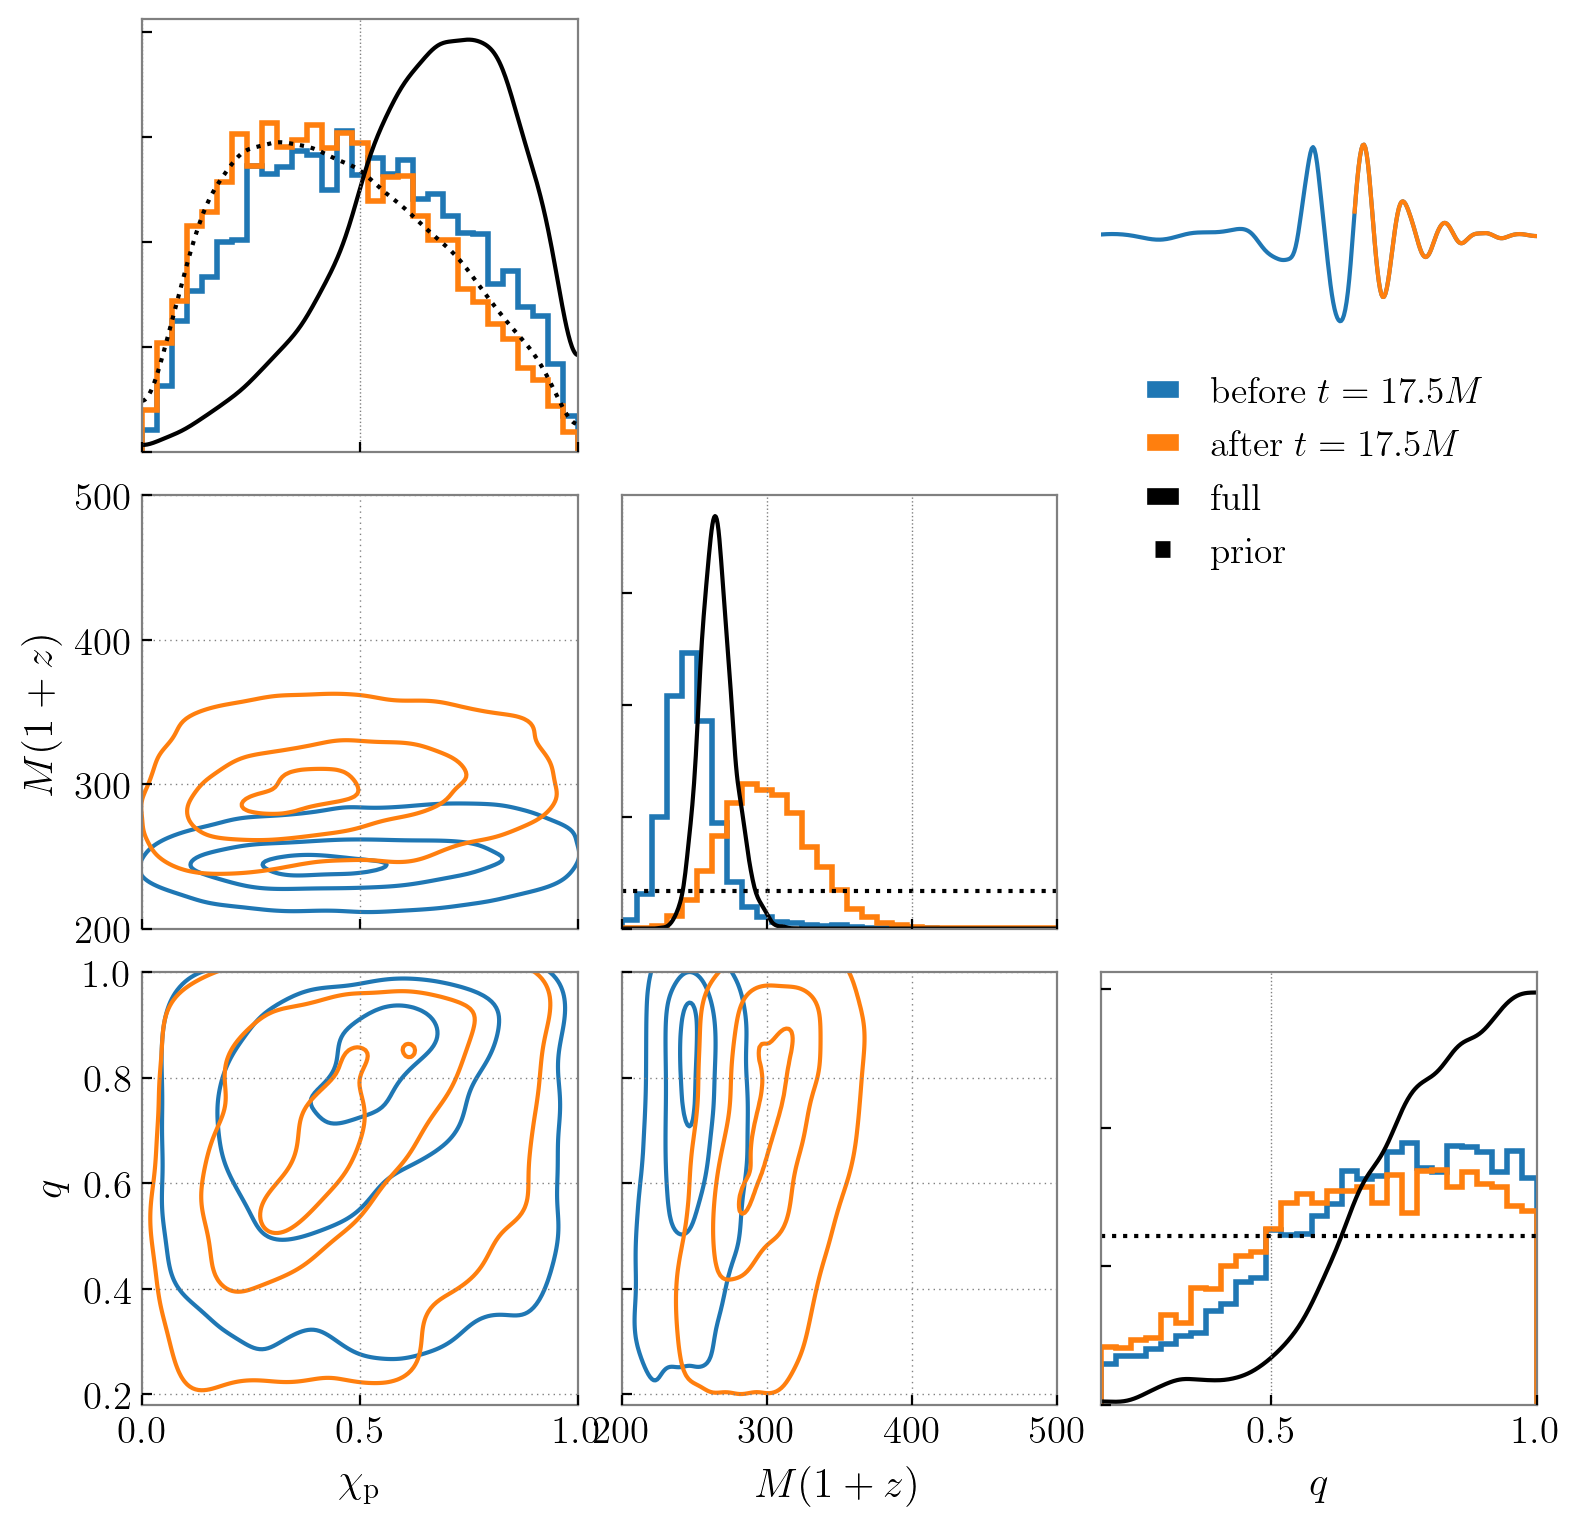 before t = 17.5M
after t = 17.5M
full
prior
500
400
300
200
M(1 + z)
1.0
0.8
0.6
0.4
0.2
q
0.0 0.5 1.0
200 300 400 500
0.5 1.0
χp
M(1 + z)
q